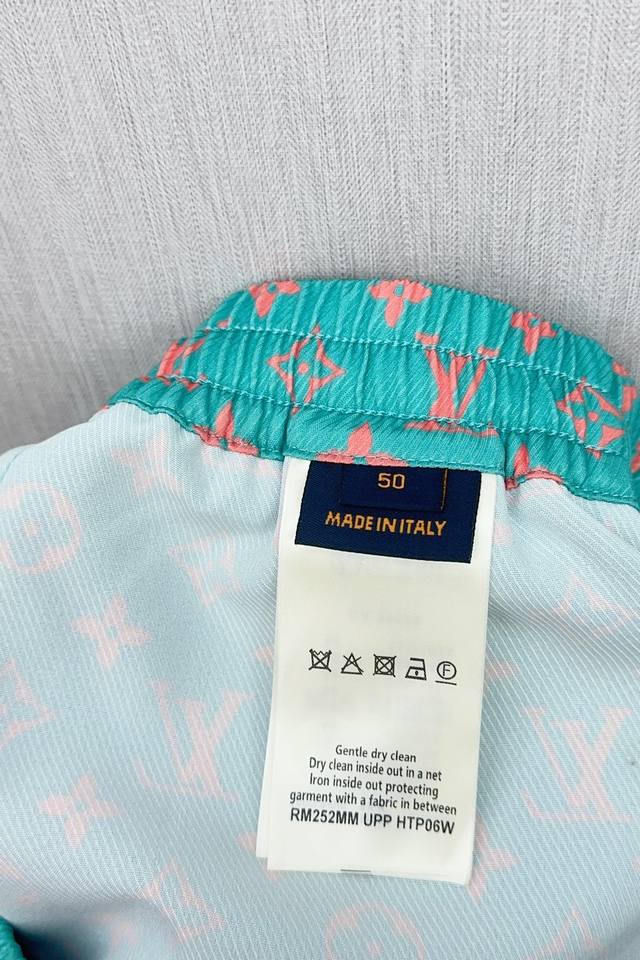 50
MADE IN ITALY
Gentle dry clean
Dry clean inside out in a net
Iron inside out protecting
garment with a fabric in between
RM252MM UPP HTP06W